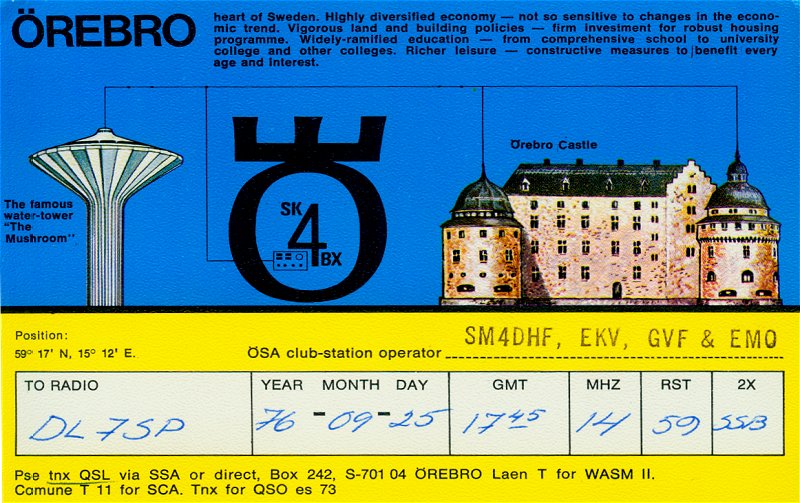 ÖREBRO
heart of Sweden. Highly diversified economy — not so sensitive to changes in the econo-
mic trend. Vigorous land and building policies — firm investment for robust housing
programme. Widely-ramified education — from comprehensive school to university
college and other colleges. Richer leisure — constructive measures to benefit every
age and interest.
Örebro Castle
The famous
water-tower
"The
Mushroom"
Ö
SK
4
BX
Position:
59° 17' N, 15° 12' E.
ÖSA club-station operator SM4DHF, EKV, GVF & EMO
TO RADIO YEAR MONTH DAY GMT MHZ RST 2X
DL7SP 76-09-25 17 45 14 59 SSB
Pse tnx QSL via SSA or direct, Box 242, S-701 04 ÖREBRO Laen T for WASM II.
Comune T 11 for SCA. Tnx for QSO es 73